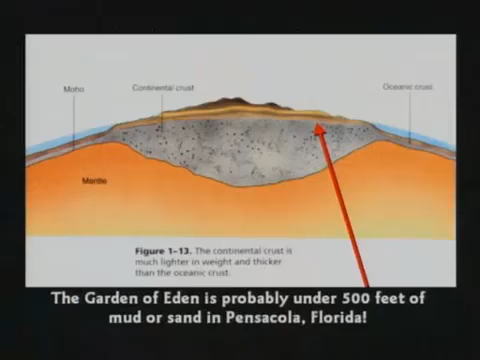 Moho
Continental crust
Oceanic crust
Mantle
Figure 1-13. The continental crust is
much lighter in weight and thicker
than the oceanic crust.
The Garden of Eden is probably under 500 feet of
mud or sand in Pensacola, Florida!